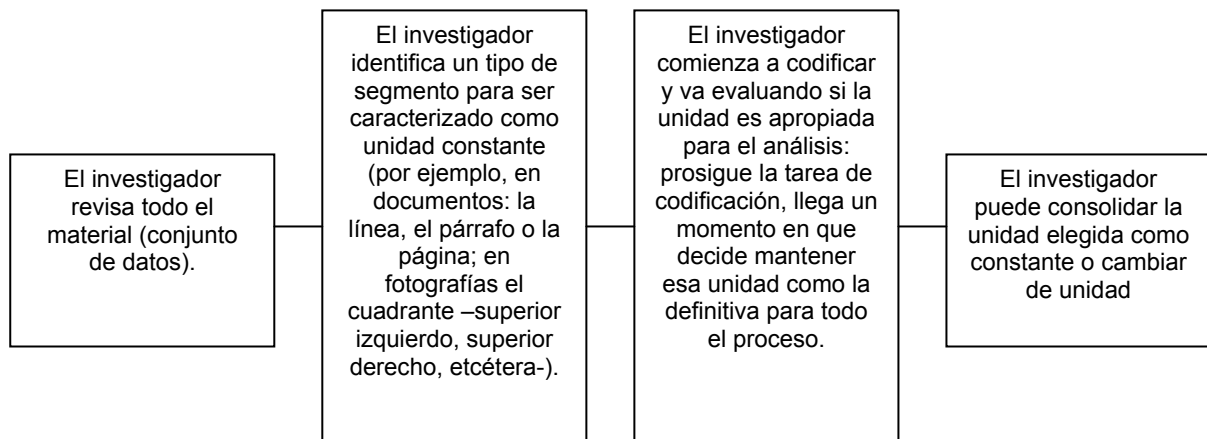 El investigador
revisa todo el
material (conjunto
de datos).
El investigador
identifica un tipo de
segmento para ser
caracterizado como
unidad constante
(por ejemplo, en
documentos: la
línea, el párrafo o la
página; en
fotografías el
cuadrante –superior
izquierdo, superior
derecho, etcétera-).
El investigador
comienza a codificar
y va evaluando si la
unidad es apropiada
para el análisis:
prosigue la tarea de
codificación, llega un
momento en que
decide mantener
esa unidad como la
definitiva para todo
el proceso.
El investigador
puede consolidar la
unidad elegida como
constante o cambiar
de unidad